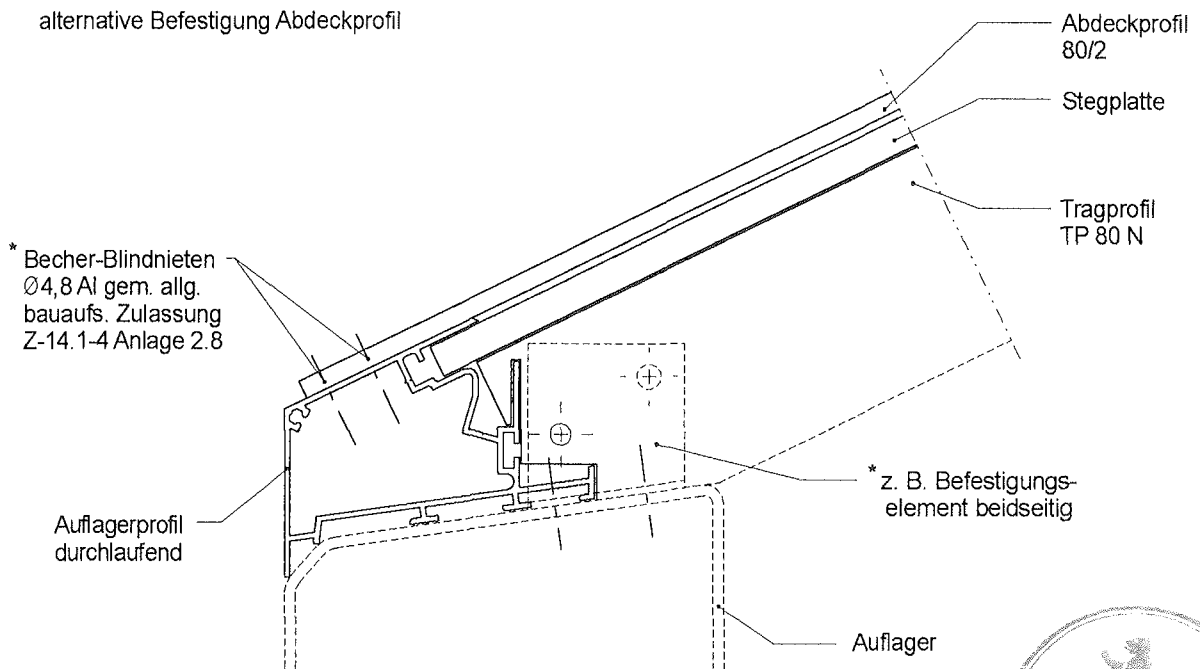 alternative Befestigung Abdeckprofil
Abdeckprofil
80/2
Stegplatte
Tragprofil
TP 80 N
* Becher-Blindnieten
Ø4,8 Al gem. allg.
bauaufs. Zulassung
Z-14.1-4 Anlage 2.8
* z. B. Befestigungs-
element beidseitig
Auflagerprofil
durchlaufend
Auflager